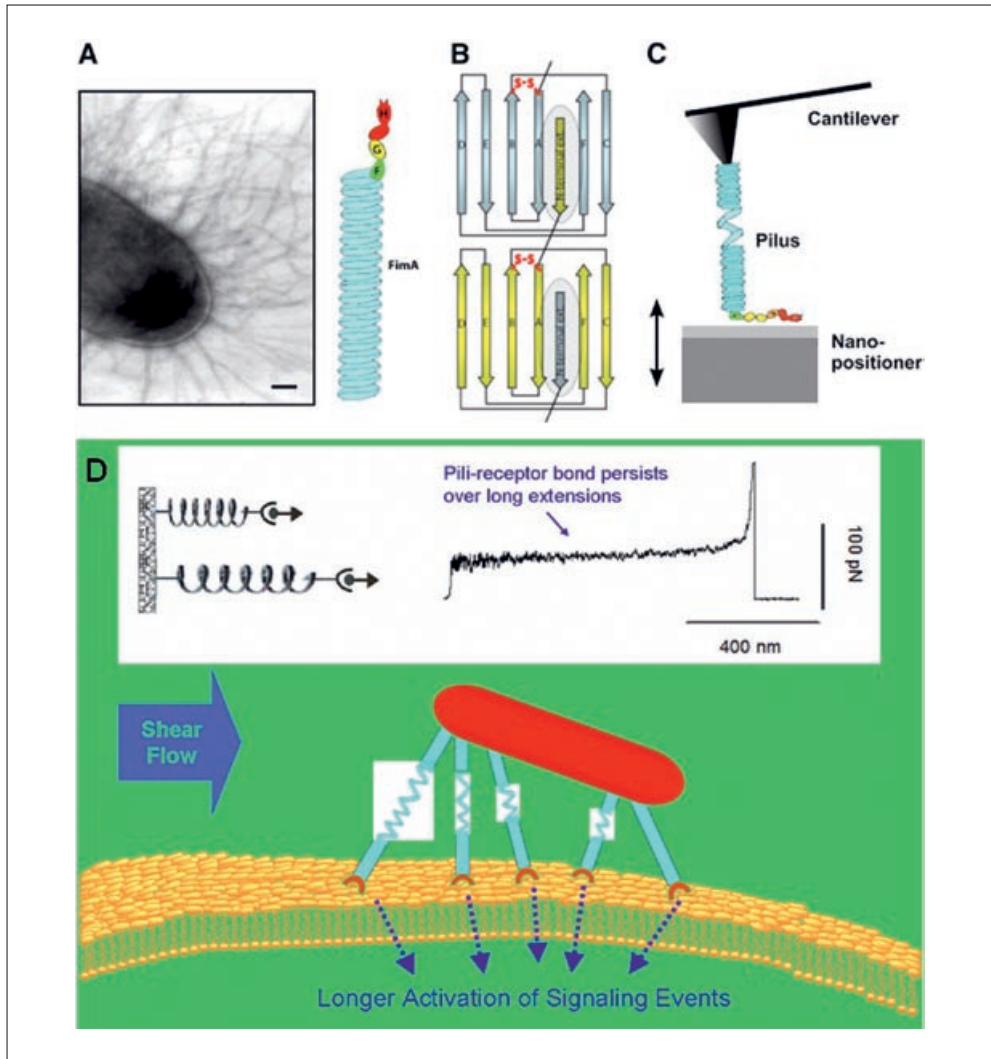 A
H
G
F
FimA
B
S-S
D
E
B
A
F
C
S-S
D
E
B
A
F
C
C
Cantilever
Pilus
Nano-
positioner
D
Pili-receptor bond persists
over long extensions
100 pN
400 nm
Shear
Flow
Longer Activation of Signaling Events